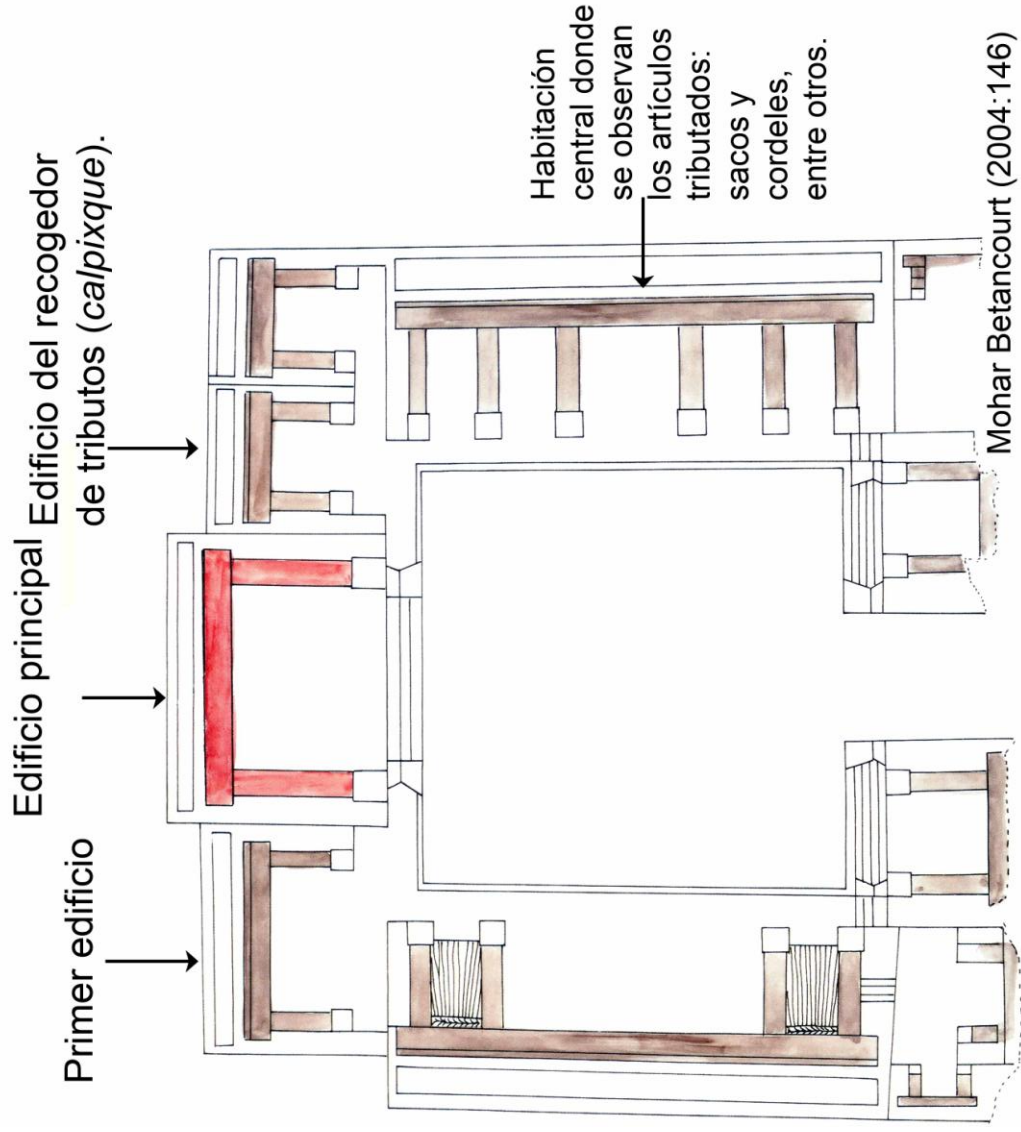 Primer edificio
Edificio principal
Edificio del recogedor
de tributos (calpixque).
Habitación
central donde
se observan
los artículos
tributados:
sacos y
cordeles,
entre otros.
Mohar Betancourt (2004:146)